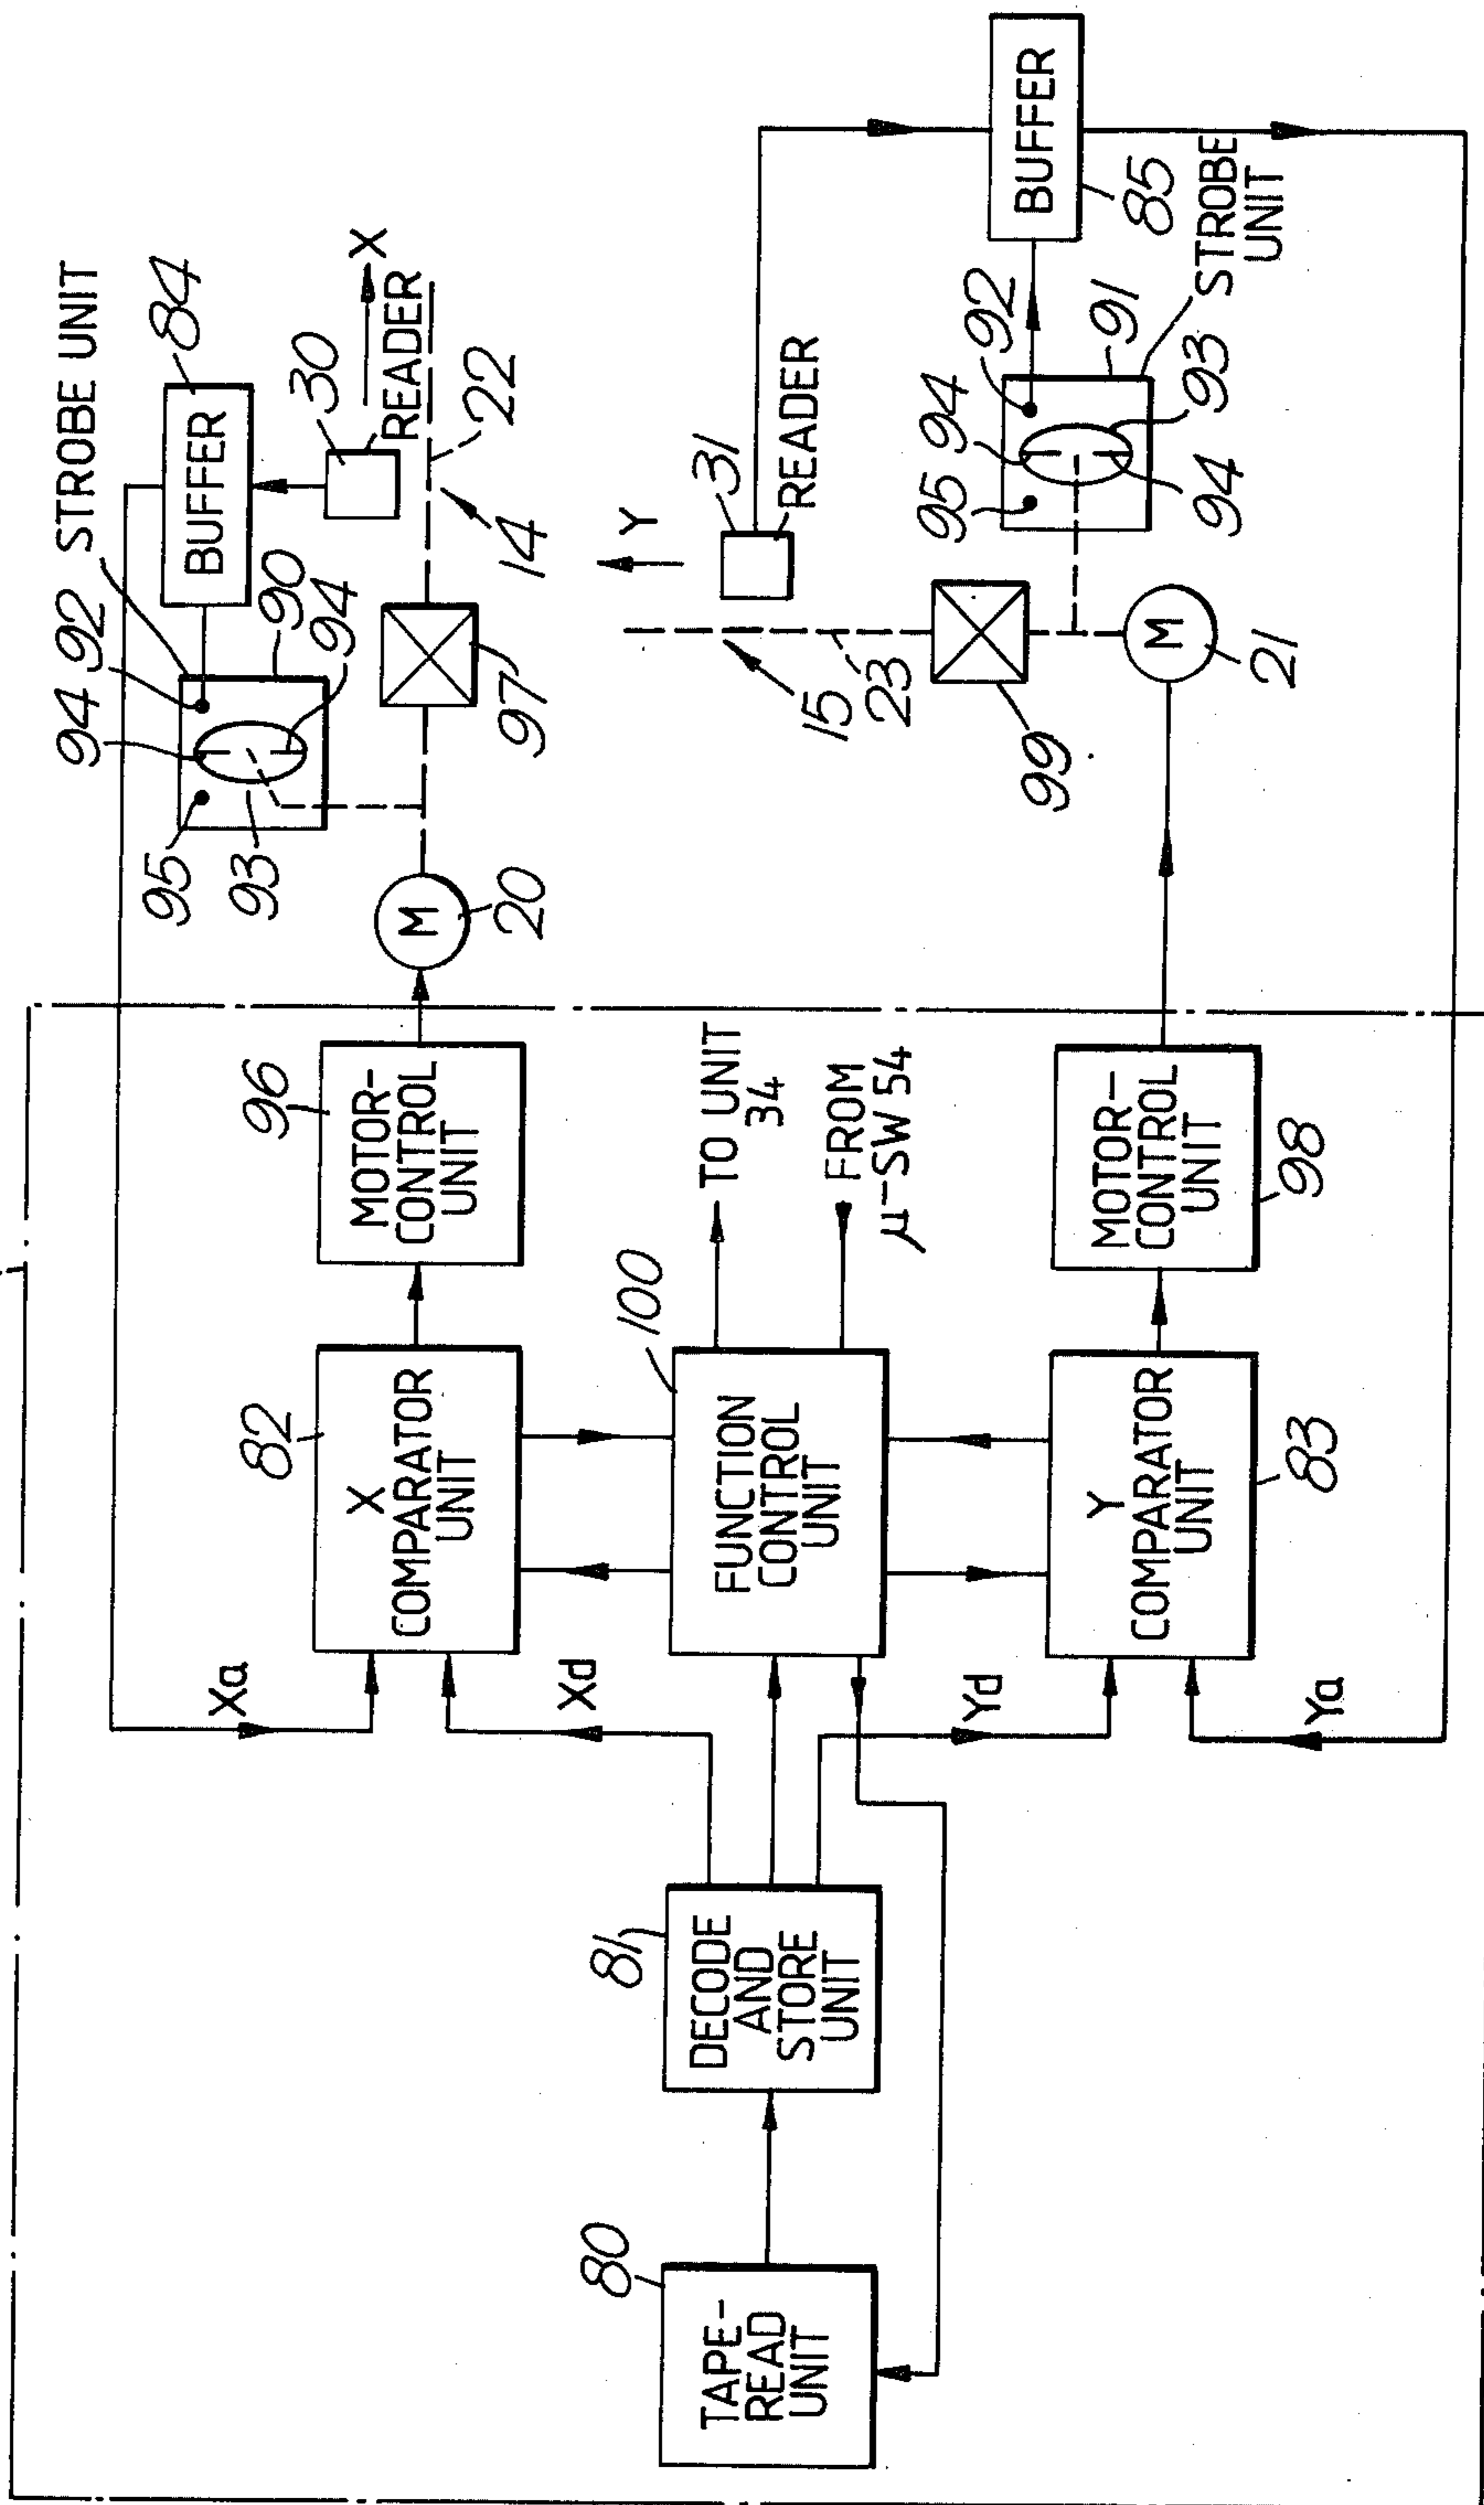 STROBE UNIT
84
BUFFER
94
92
90
94
95
93
30
READER
X
22
14
97
M
20
96
MOTOR-
CONTROL
UNIT
82
X
COMPARATOR
UNIT
Xa
Xd
100
FUNCTION
CONTROL
UNIT
TO UNIT
34
FROM
μ-SW 54
80
TAPE-
READ
UNIT
81
DECODE
AND
STORE
UNIT
Yd
Ya
Y
COMPARATOR
UNIT
83
MOTOR-
CONTROL
UNIT
98
Y
31
READER
15
23
99
M
21
95
94
92
91
93
94
STROBE
UNIT
BUFFER
85